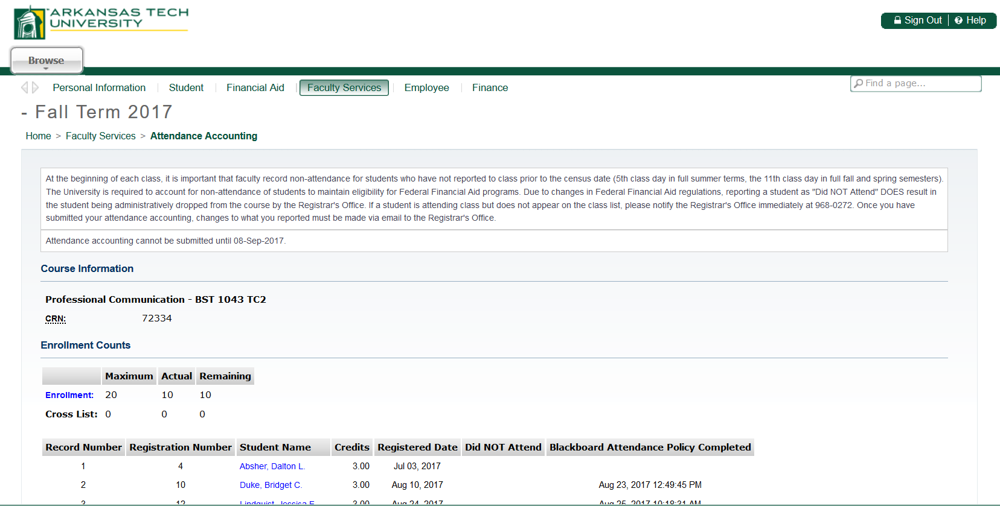 ARKANSAS TECH
UNIVERSITY
Sign Out | Help
Browse
Personal Information | Student | Financial Aid | Faculty Services | Employee | Finance
Find a page...
- Fall Term 2017
Home > Faculty Services > Attendance Accounting
At the beginning of each class, it is important that faculty record non-attendance for students who have not reported to class prior to the census date (5th class day in full summer terms, the 11th class day in full fall and spring semesters).
The University is required to account for non-attendance of students to maintain eligibility for Federal Financial Aid programs. Due to changes in Federal Financial Aid regulations, reporting a student as "Did NOT Attend" DOES result in
the student being administratively dropped from the course by the Registrar's Office. If a student is attending class but does not appear on the class list, please notify the Registrar's Office immediately at 968-0272. Once you have
submitted your attendance accounting, changes to what you reported must be made via email to the Registrar's Office.
Attendance accounting cannot be submitted until 08-Sep-2017.
Course Information
Professional Communication - BST 1043 TC2
CRN: 72334
Enrollment Counts
Maximum Actual Remaining
Enrollment: 20 10 10
Cross List: 0 0 0
Record Number Registration Number Student Name Credits Registered Date Did NOT Attend Blackboard Attendance Policy Completed
1 4 Absher, Dalton L. 3.00 Jul 03, 2017
2 10 Duke, Bridget C. 3.00 Aug 10, 2017 Aug 23, 2017 12:49:45 PM
3 12 Lindquist, Jessica E. 3.00 Aug 24, 2017 Aug 25, 2017 10:18:31 AM